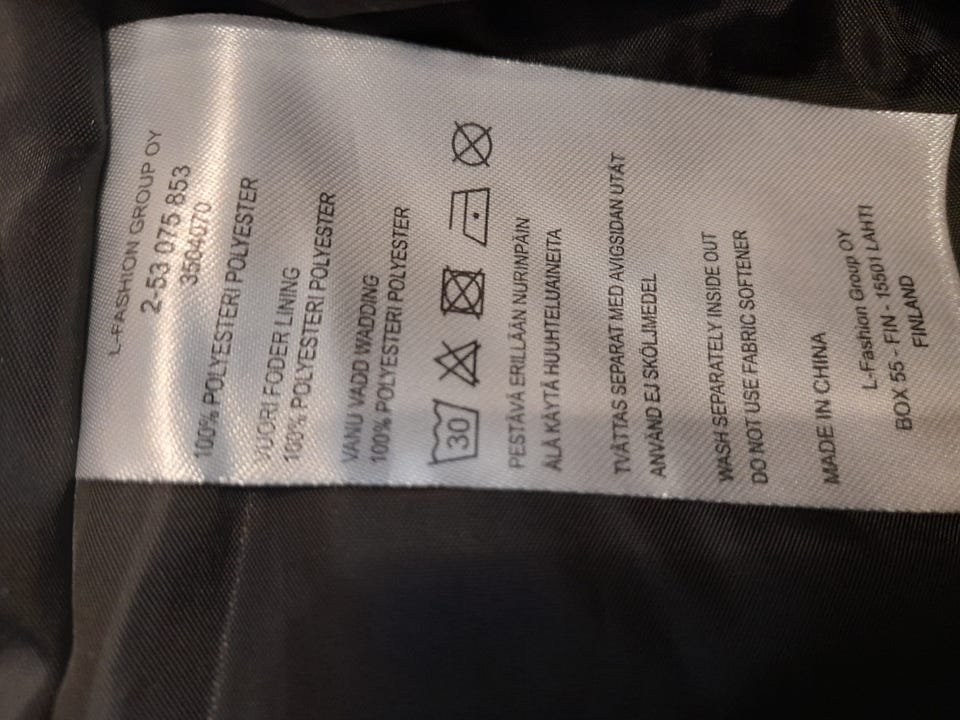 L-FASHION GROUP OY
2-53 075 853
3504070
100% POLYESTERI POLYESTER
VUORI FODER LINING
100% POLYESTERI POLYESTER
VANU VADD WADDING
100% POLYESTERI POLYESTER
30
PESTÄVÄ ERILLÄÄN NURINPÄIN
ÄLÄ KÄYTÄ HUUHTELUAINEITA
TVÄTTAS SEPARAT MED AVIGSIDAN UTÅT
ANVÄND EJ SKÖLJMEDEL
WASH SEPARATELY INSIDE OUT
DO NOT USE FABRIC SOFTENER
MADE IN CHINA
L-Fashion Group OY
BOX 55 - FIN - 15501 LAHTI
FINLAND